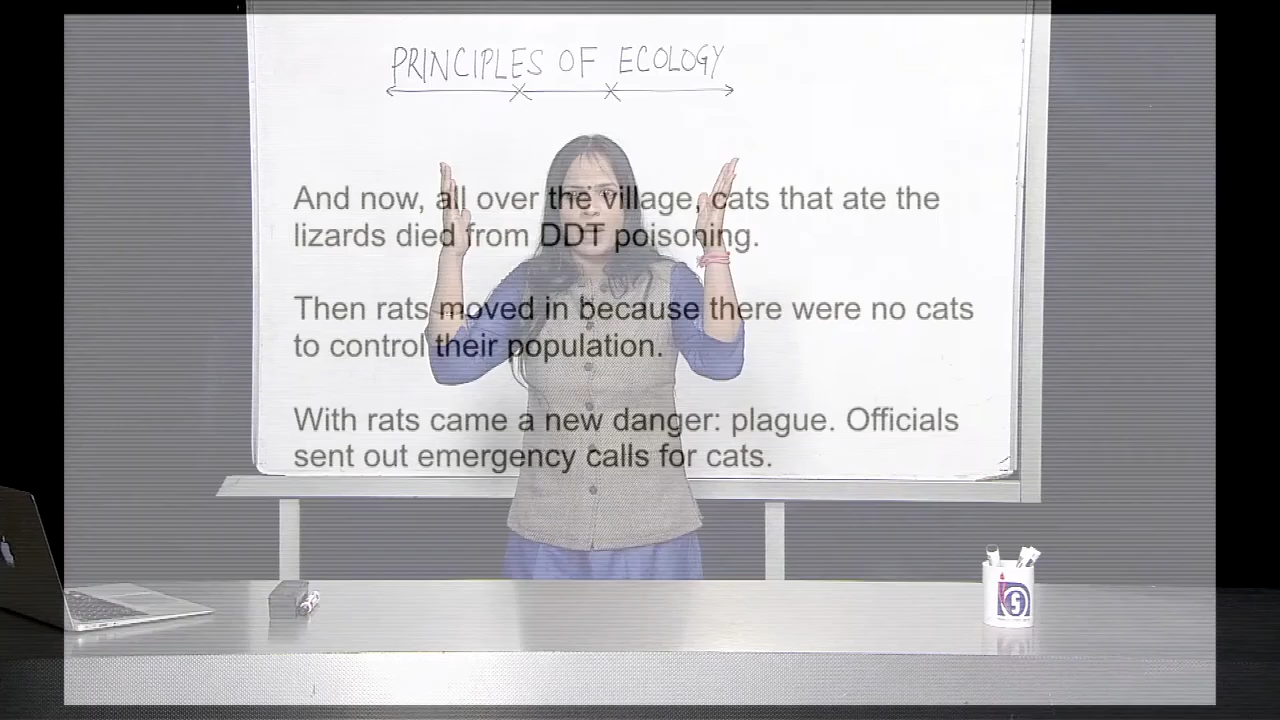 PRINCIPLES OF ECOLOGY
And now, all over the village, cats that ate the
lizards died from DDT poisoning.
Then rats moved in because there were no cats
to control their population.
With rats came a new danger: plague. Officials
sent out emergency calls for cats.